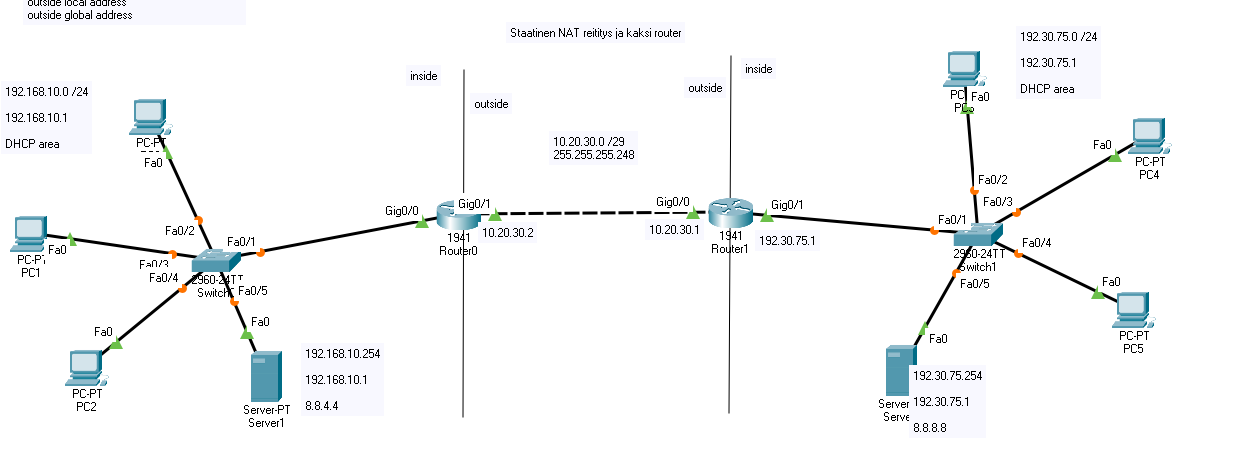 outside local address
outside global address
Staatinen NAT reititys ja kaksi router
192.30.75.0 /24
192.30.75.1
DHCP area
inside
outside
inside
outside
192.168.10.0 /24
192.168.10.1
DHCP area
10.20.30.0 /29
255.255.255.248
PC-PT
Fa0
Fa0/2
PC-PT
PC1
Fa0
Fa0/3
Fa0/1
Fa0/4
2960-24TT
Switch
Fa0/5
Fa0
PC-PT
PC2
Fa0
Server-PT
Server1
192.168.10.254
192.168.10.1
8.8.4.4
Gig0/0
Gig0/1
1941
Router0
10.20.30.2
Gig0/0
10.20.30.1
1941
Router1
Gig0/1
192.30.75.1
PC
Fa0
Fa0/2
Fa0/3
Fa0
PC-PT
PC4
Fa0/1
2960-24TT
Switch1
Fa0/4
Fa0/5
Fa0
PC-PT
PC5
Fa0
Server
Serve
192.30.75.254
192.30.75.1
8.8.8.8